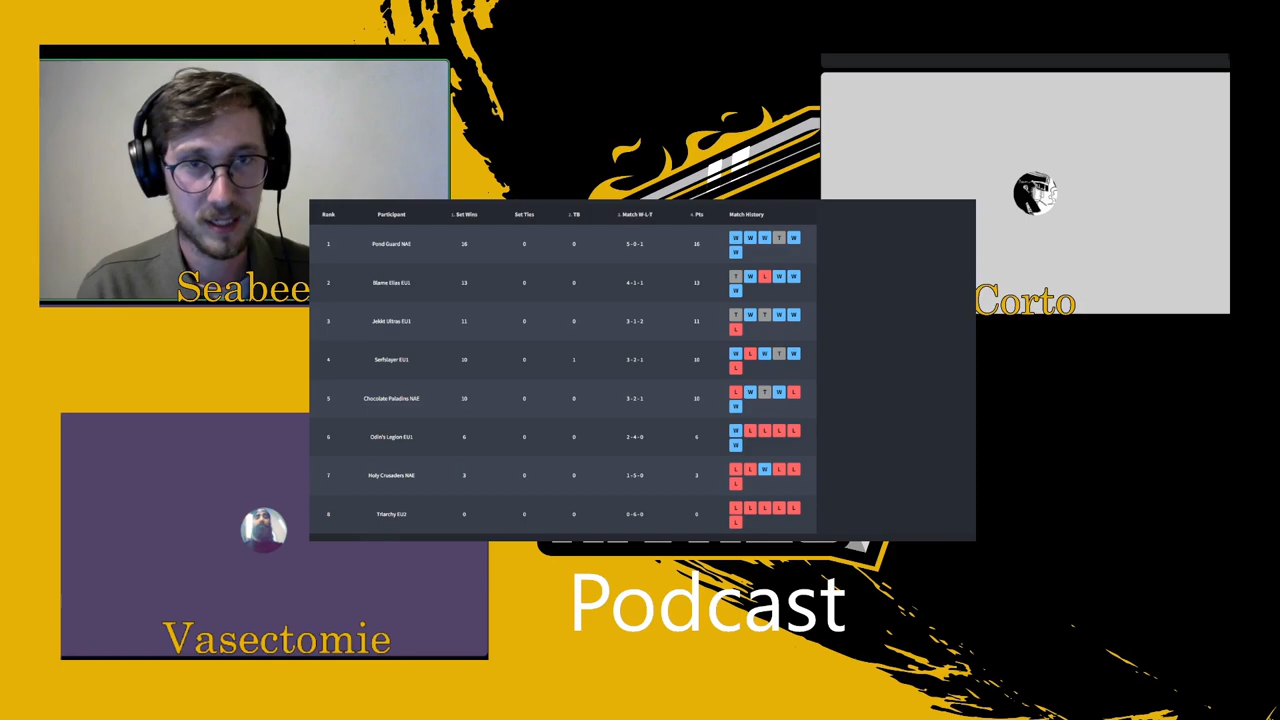 Seabee
Corto
Rank Participant 1. Set Wins Set Ties 2. TB 3. Match W-L-T 4. Pts Match History
1 Pond Guard NAE 16 0 0 5 - 0 - 1 16 W W W T W
W
2 Blame Elias EU1 13 0 0 4 - 1 - 1 13 T W L W W
W
3 Jekkt Ultras EU1 11 0 0 3 - 1 - 2 11 T W T W W
L
4 Serfslayer EU1 10 0 1 3 - 2 - 1 10 W L W T W
L
5 Chocolate Paladins NAE 10 0 0 3 - 2 - 1 10 L W T W L
W
6 Odin's Legion EU1 6 0 0 2 - 4 - 0 6 W L L L L
W
7 Holy Crusaders NAE 3 0 0 1 - 5 - 0 3 L L W L L
L
8 Triarchy EU2 0 0 0 0 - 6 - 0 0 L L L L L
L
Podcast
Vasectomie